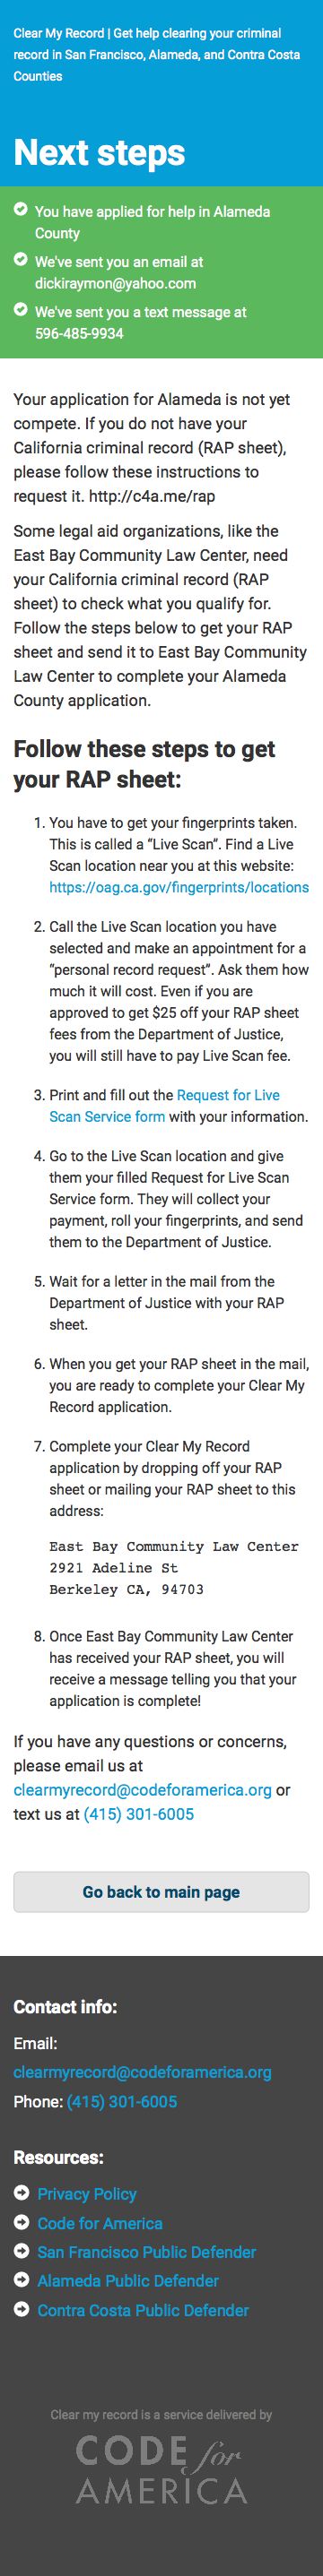 Clear My Record | Get help clearing your criminal
record in San Francisco, Alameda, and Contra Costa
Counties
Next steps
You have applied for help in Alameda
County
We've sent you an email at
dickiraymon@yahoo.com
We've sent you a text message at
596-485-9934
Your application for Alameda is not yet
compete. If you do not have your
California criminal record (RAP sheet),
please follow these instructions to
request it. http://c4a.me/rap
Some legal aid organizations, like the
East Bay Community Law Center, need
your California criminal record (RAP
sheet) to check what you qualify for.
Follow the steps below to get your RAP
sheet and send it to East Bay Community
Law Center to complete your Alameda
County application.
Follow these steps to get
your RAP sheet:
1. You have to get your fingerprints taken.
This is called a “Live Scan”. Find a Live
Scan location near you at this website:
https://oag.ca.gov/fingerprints/locations
2. Call the Live Scan location you have
selected and make an appointment for a
“personal record request”. Ask them how
much it will cost. Even if you are
approved to get $25 off your RAP sheet
fees from the Department of Justice,
you will still have to pay Live Scan fee.
3. Print and fill out the Request for Live
Scan Service form with your information.
4. Go to the Live Scan location and give
them your filled Request for Live Scan
Service form. They will collect your
payment, roll your fingerprints, and send
them to the Department of Justice.
5. Wait for a letter in the mail from the
Department of Justice with your RAP
sheet.
6. When you get your RAP sheet in the mail,
you are ready to complete your Clear My
Record application.
7. Complete your Clear My Record
application by dropping off your RAP
sheet or mailing your RAP sheet to this
address:
East Bay Community Law Center
2921 Adeline St
Berkeley CA, 94703
8. Once East Bay Community Law Center
has received your RAP sheet, you will
receive a message telling you that your
application is complete!
If you have any questions or concerns,
please email us at
clearmyrecord@codeforamerica.org or
text us at (415) 301-6005
Go back to main page
Contact info:
Email:
clearmyrecord@codeforamerica.org
Phone: (415) 301-6005
Resources:
Privacy Policy
Code for America
San Francisco Public Defender
Alameda Public Defender
Contra Costa Public Defender
Clear my record is a service delivered by
CODE for
AMERICA